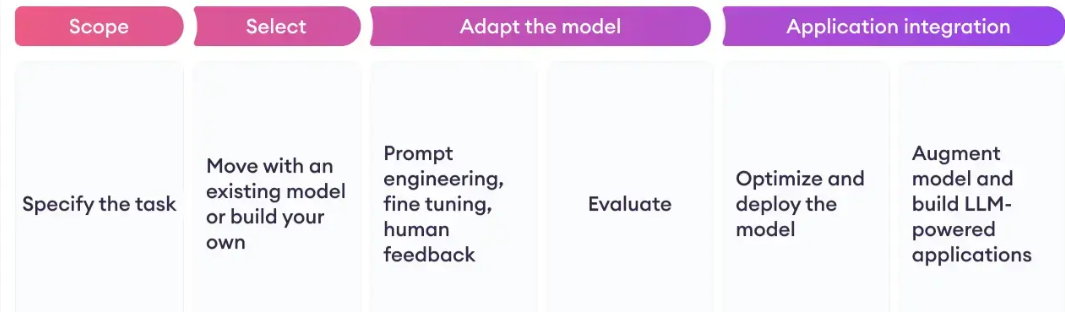 Scope
Select
Adapt the model
Application integration
Specify the task
Move with an
existing model
or build your
own
Prompt
engineering,
fine tuning,
human
feedback
Evaluate
Optimize and
deploy the
model
Augment
model and
build LLM-
powered
applications